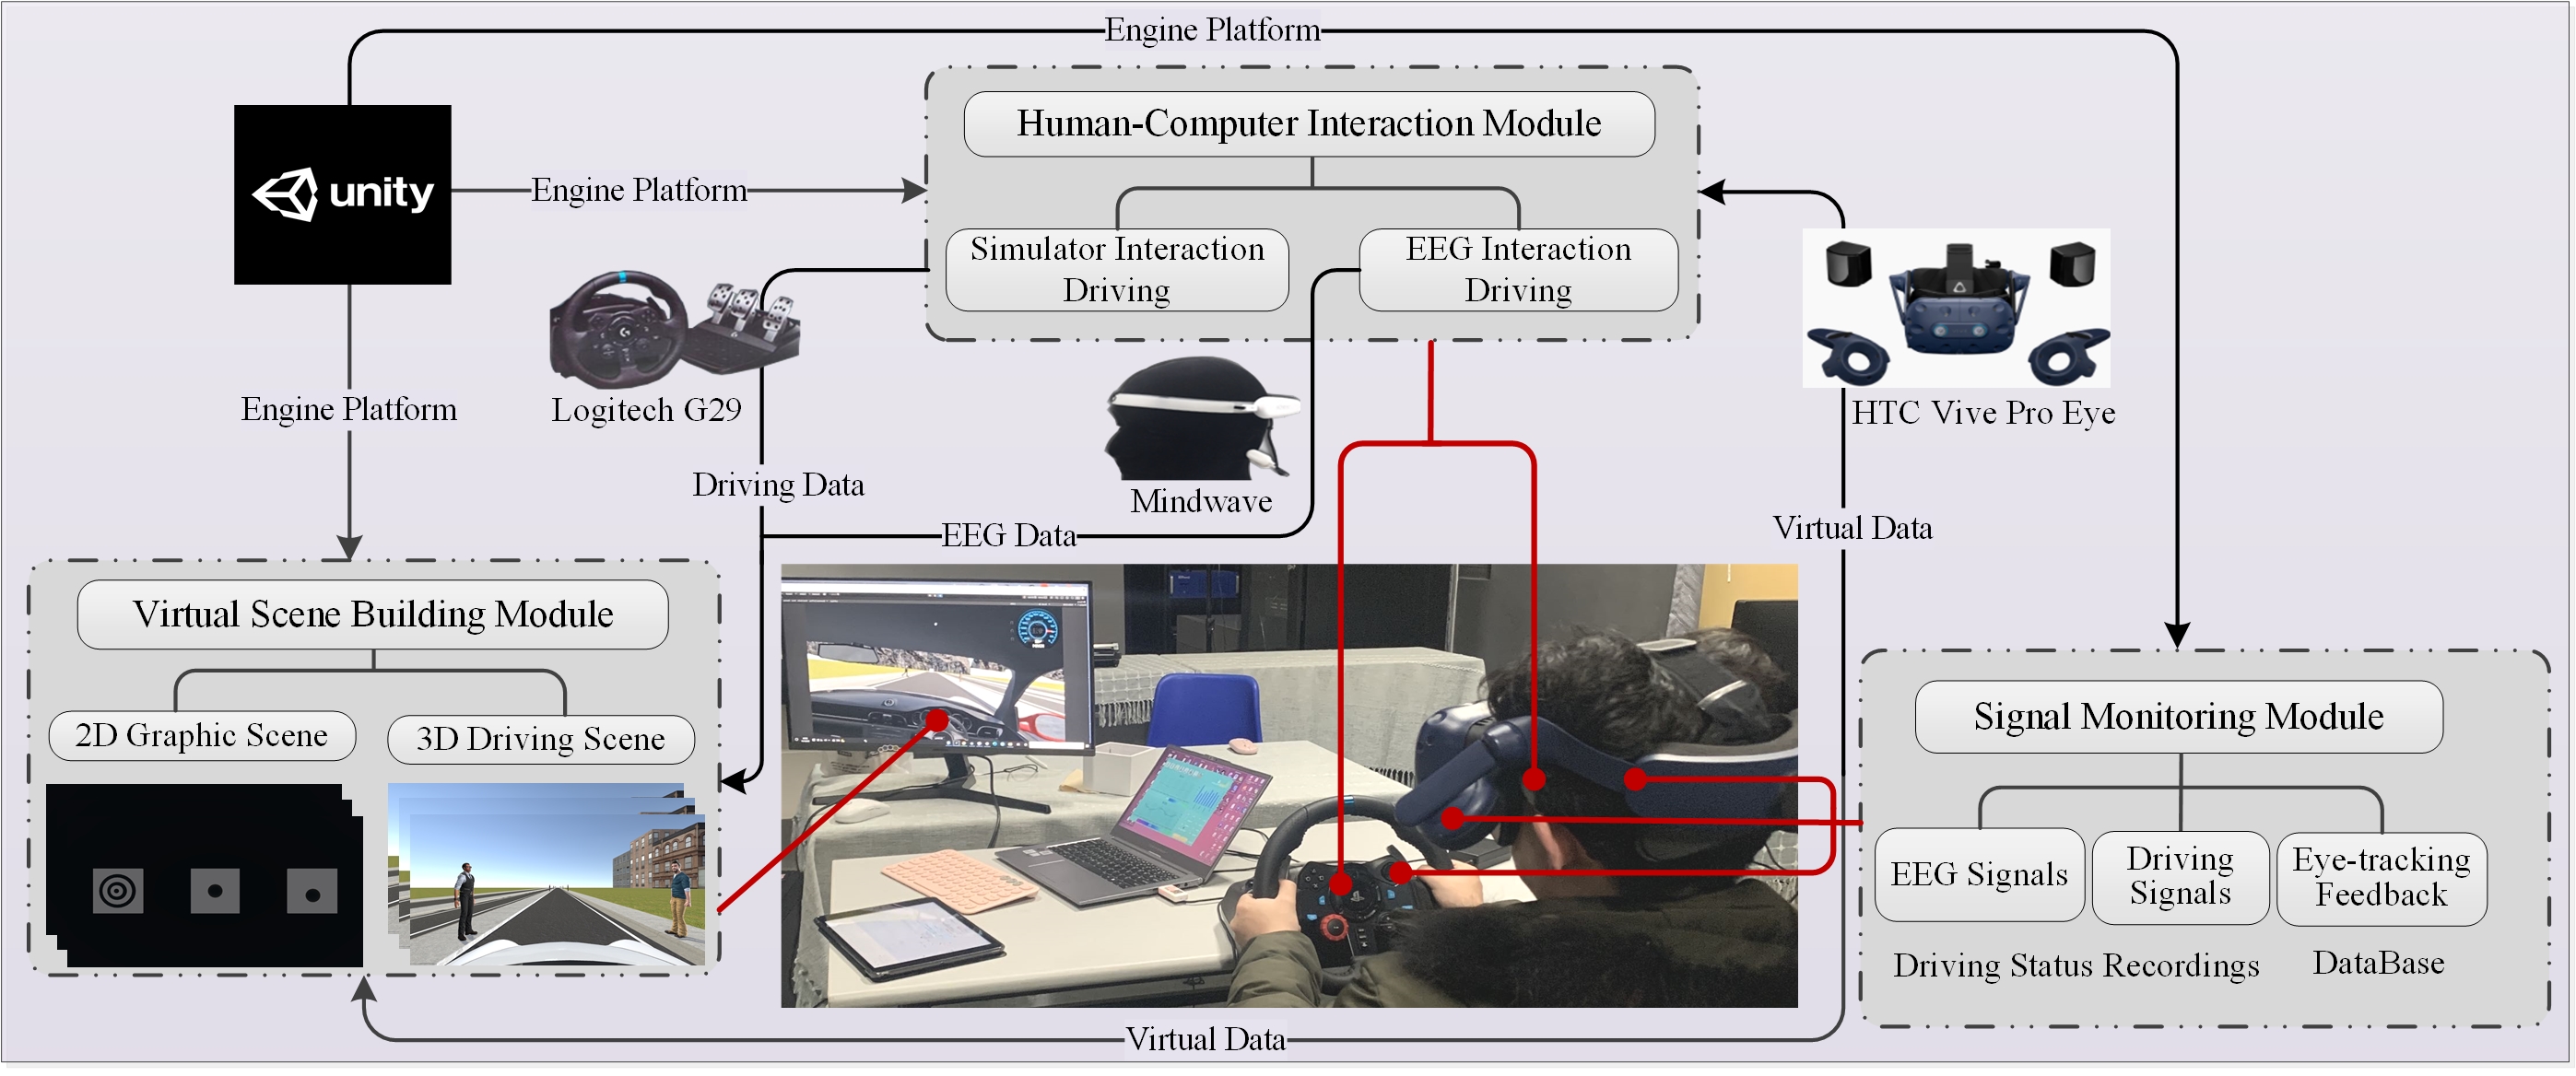 Engine Platform
Human-Computer Interaction Module
unity
Engine Platform
Simulator Interaction
Driving
EEG Interaction
Driving
Engine Platform
Logitech G29
HTC Vive Pro Eye
Driving Data
Mindwave
EEG Data
Virtual Data
Virtual Scene Building Module
2D Graphic Scene
3D Driving Scene
Signal Monitoring Module
EEG Signals
Driving
Signals
Eye-tracking
Feedback
Driving Status Recordings
DataBase
Virtual Data